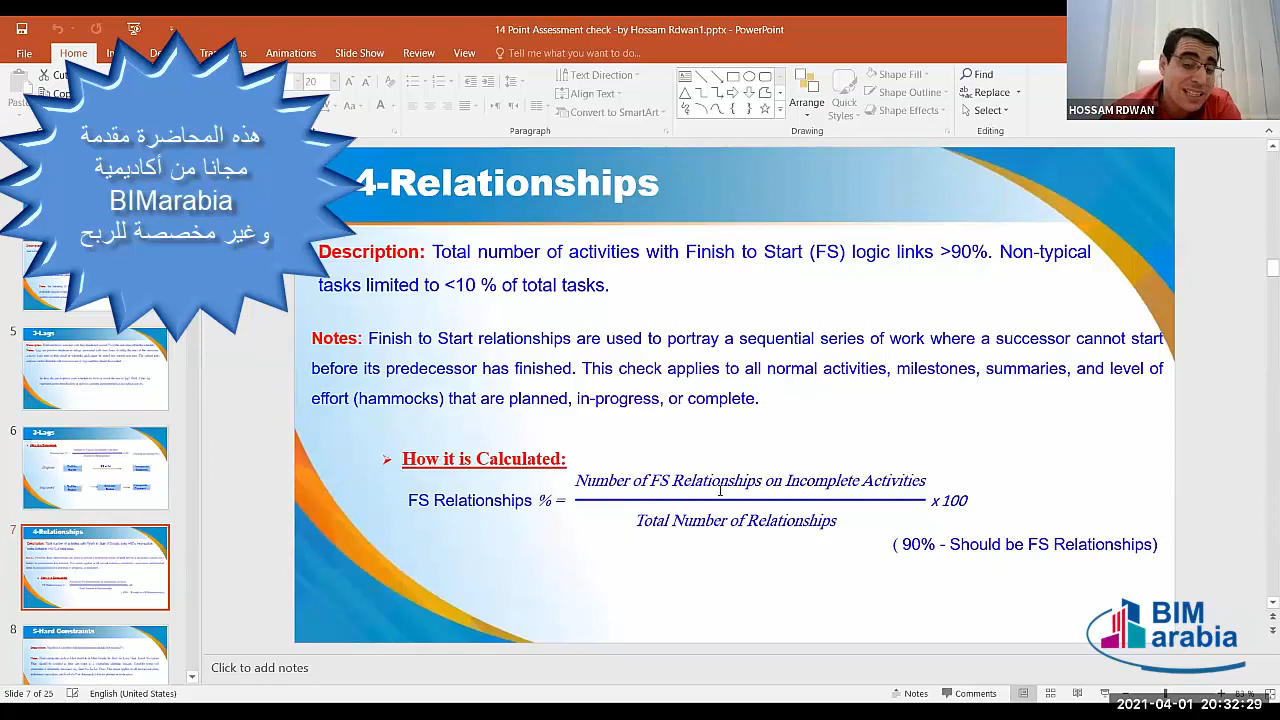 14 Point Assessment check -by Hossam Rdwan1.pptx - PowerPoint
File
Home
Animations
Slide Show
Review
View
Tell me what you want to do...
Text Direction
Align Text
Convert to SmartArt
Arrange
Quick
Styles
Shape Fill
Shape Outline
Shape Effects
Find
Replace
Select
Paragraph
Drawing
Editing
HOSSAM RDWAN
20
هذه المحاضرة مقدمة
مجانا من أكاديمية
BIMarabia
وغير مخصصة للربح
4-Relationships
Description: Total number of activities with Finish to Start (FS) logic links >90%. Non-typical
tasks limited to <10 % of total tasks.
Notes: Finish to Start relationships are used to portray a sequential series of work where a successor cannot start
before its predecessor has finished. This check applies to all normal activities, milestones, summaries, and level of
effort (hammocks) that are planned, in-progress, or complete.
How it is Calculated:
FS Relationships % =
Number of FS Relationships on Incomplete Activities
Total Number of Relationships
x 100
( 90% Should be FS Relationships)
BIM
arabia
5
3-Lags
6
3-Lags
7
4-Relationships
8
5-Hard Constraints
Click to add notes
Slide 7 of 25
English (United States)
Notes
Comments
83 %
2021-04-01 20:32:29